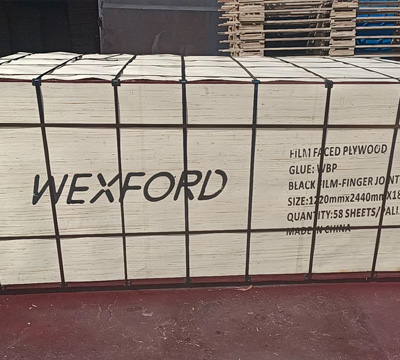 WEXFORD
FILM FACED PLYWOOD
GLUE: WBP
BLACK FILM-FINGER JOINT
SIZE:1220mmx2440mmX18
QUANTITY:58 SHEETS/PAL
MADE IN CHINA